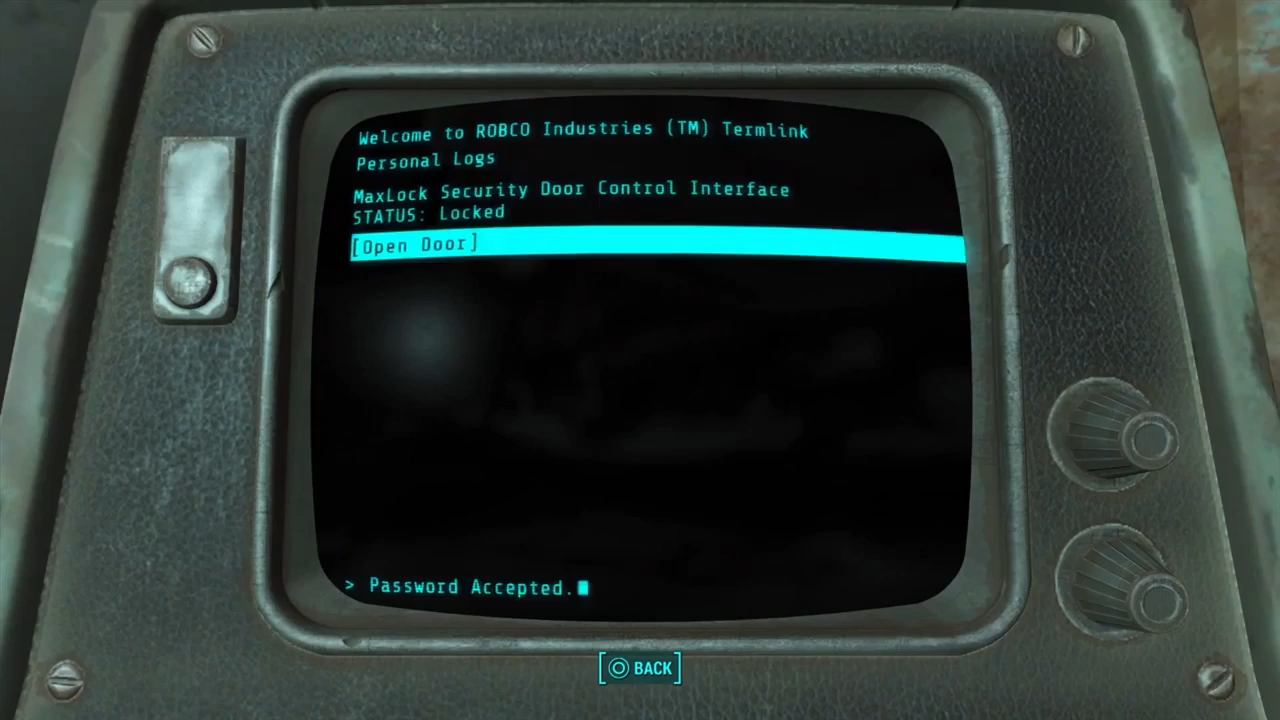 Welcome to ROBCO Industries (TM) Termlink
Personal Logs
MaxLock Security Door Control Interface
STATUS: Locked
[Open Door]
> Password Accepted.
BACK